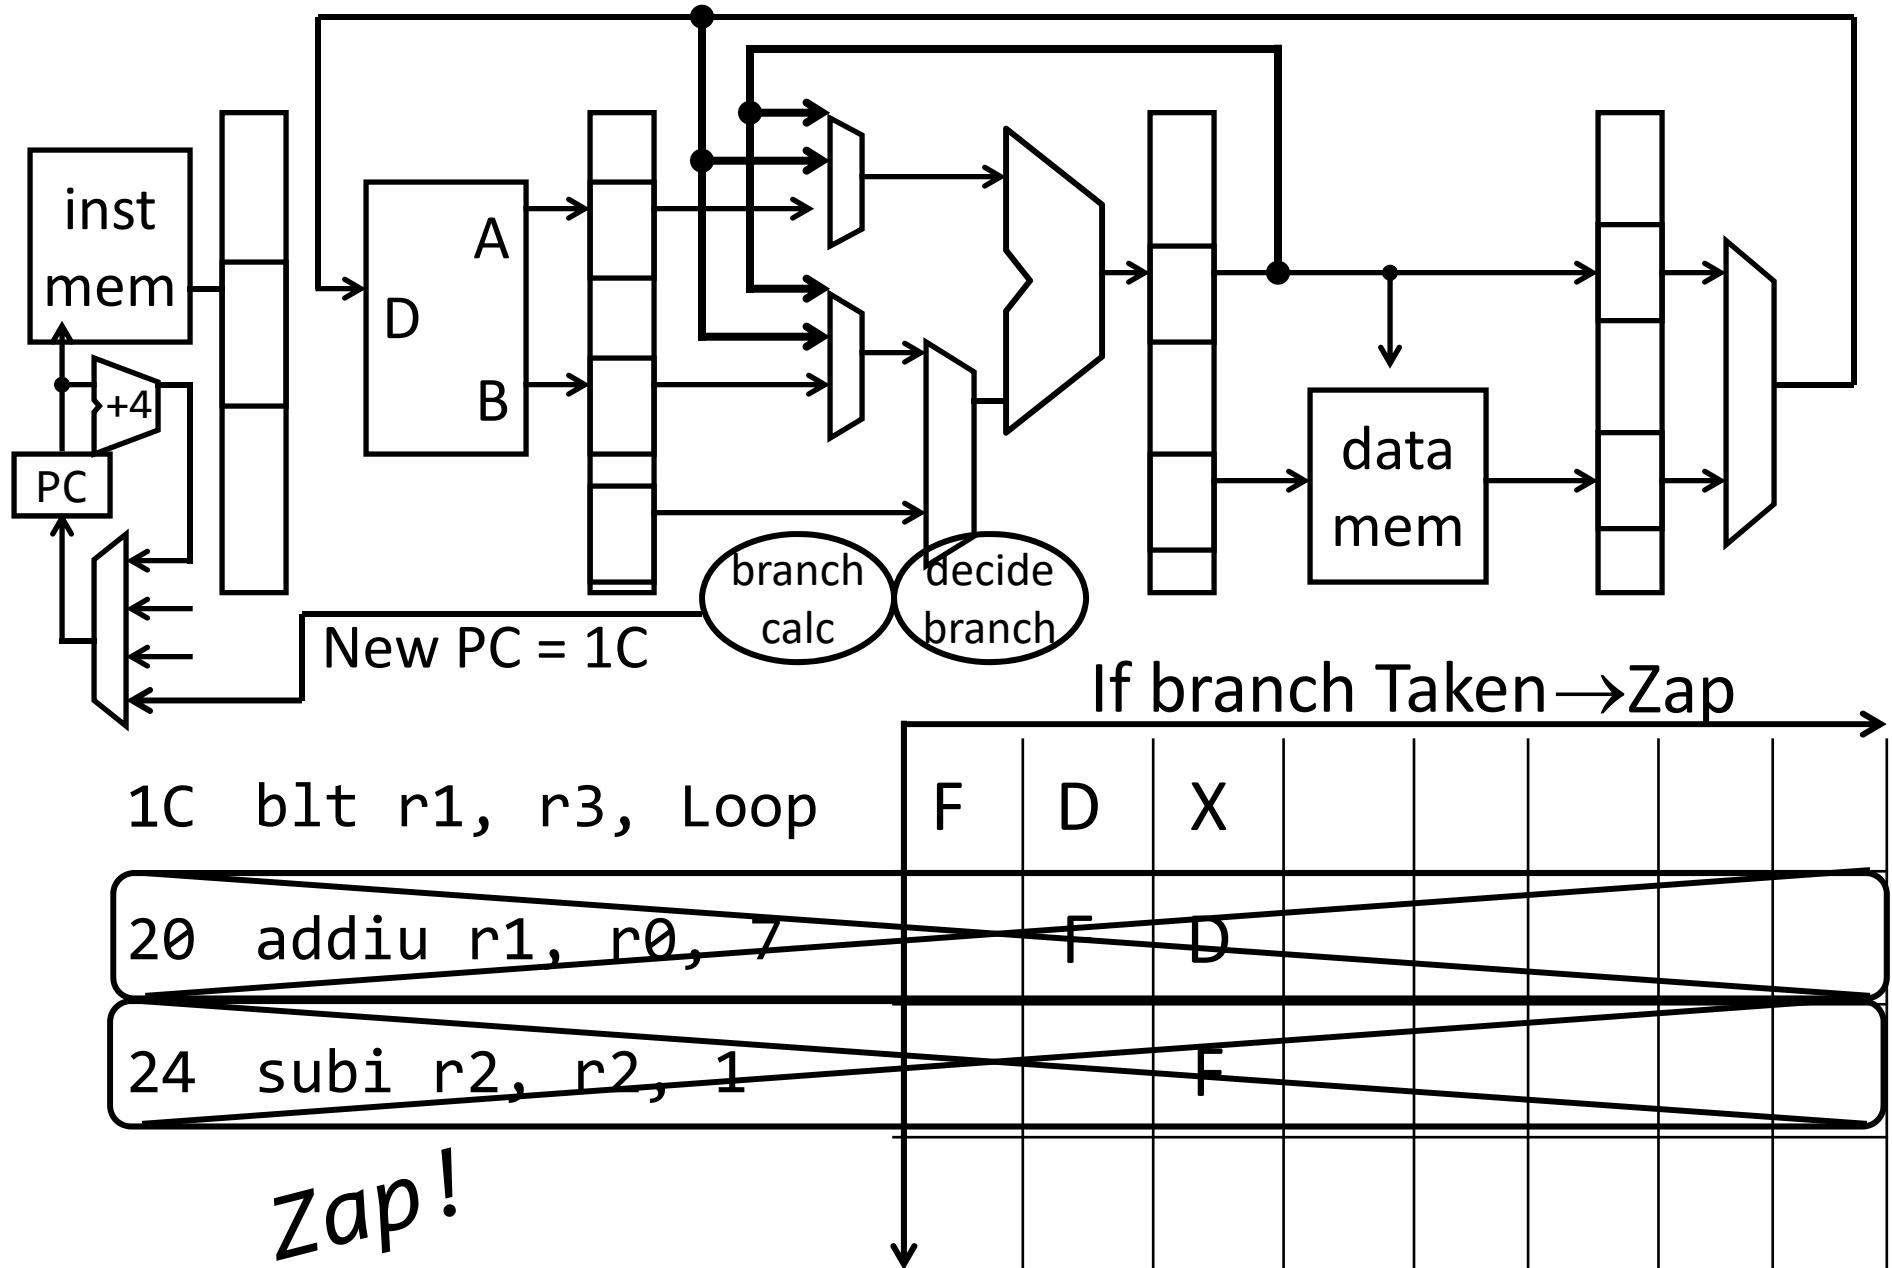 inst
mem
+4
PC
D
A
B
data
mem
branch
calc
decide
branch
New PC = 1C
If branch Taken →Zap
1C blt r1, r3, Loop F D X
20 addiu r1, r0, 7 F D
24 subi r2, r2, 1 F
Zap!